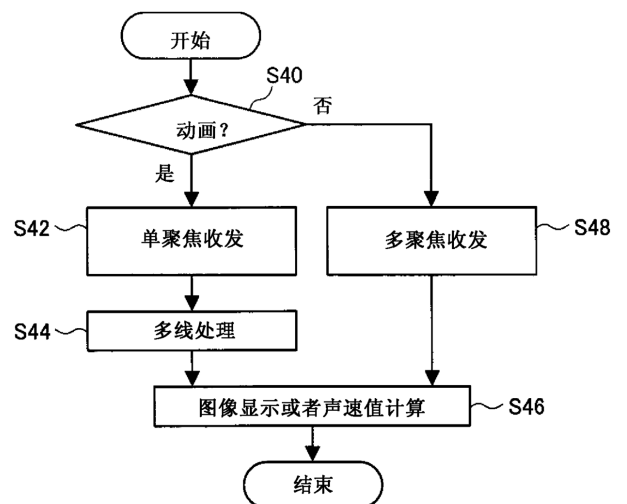 开始
S40
动画？
否
是
S42
单聚焦收发
多聚焦收发
S48
S44
多线处理
图像显示或者声速值计算
S46
结束